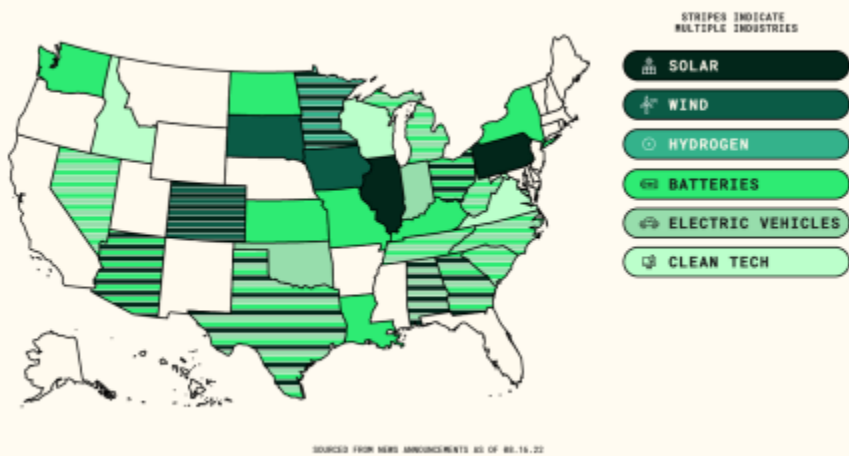 STRIPES INDICATE
MULTIPLE INDUSTRIES
SOLAR
WIND
HYDROGEN
BATTERIES
ELECTRIC VEHICLES
CLEAN TECH
SOURCED FROM NEWS ANNOUNCEMENTS AS OF